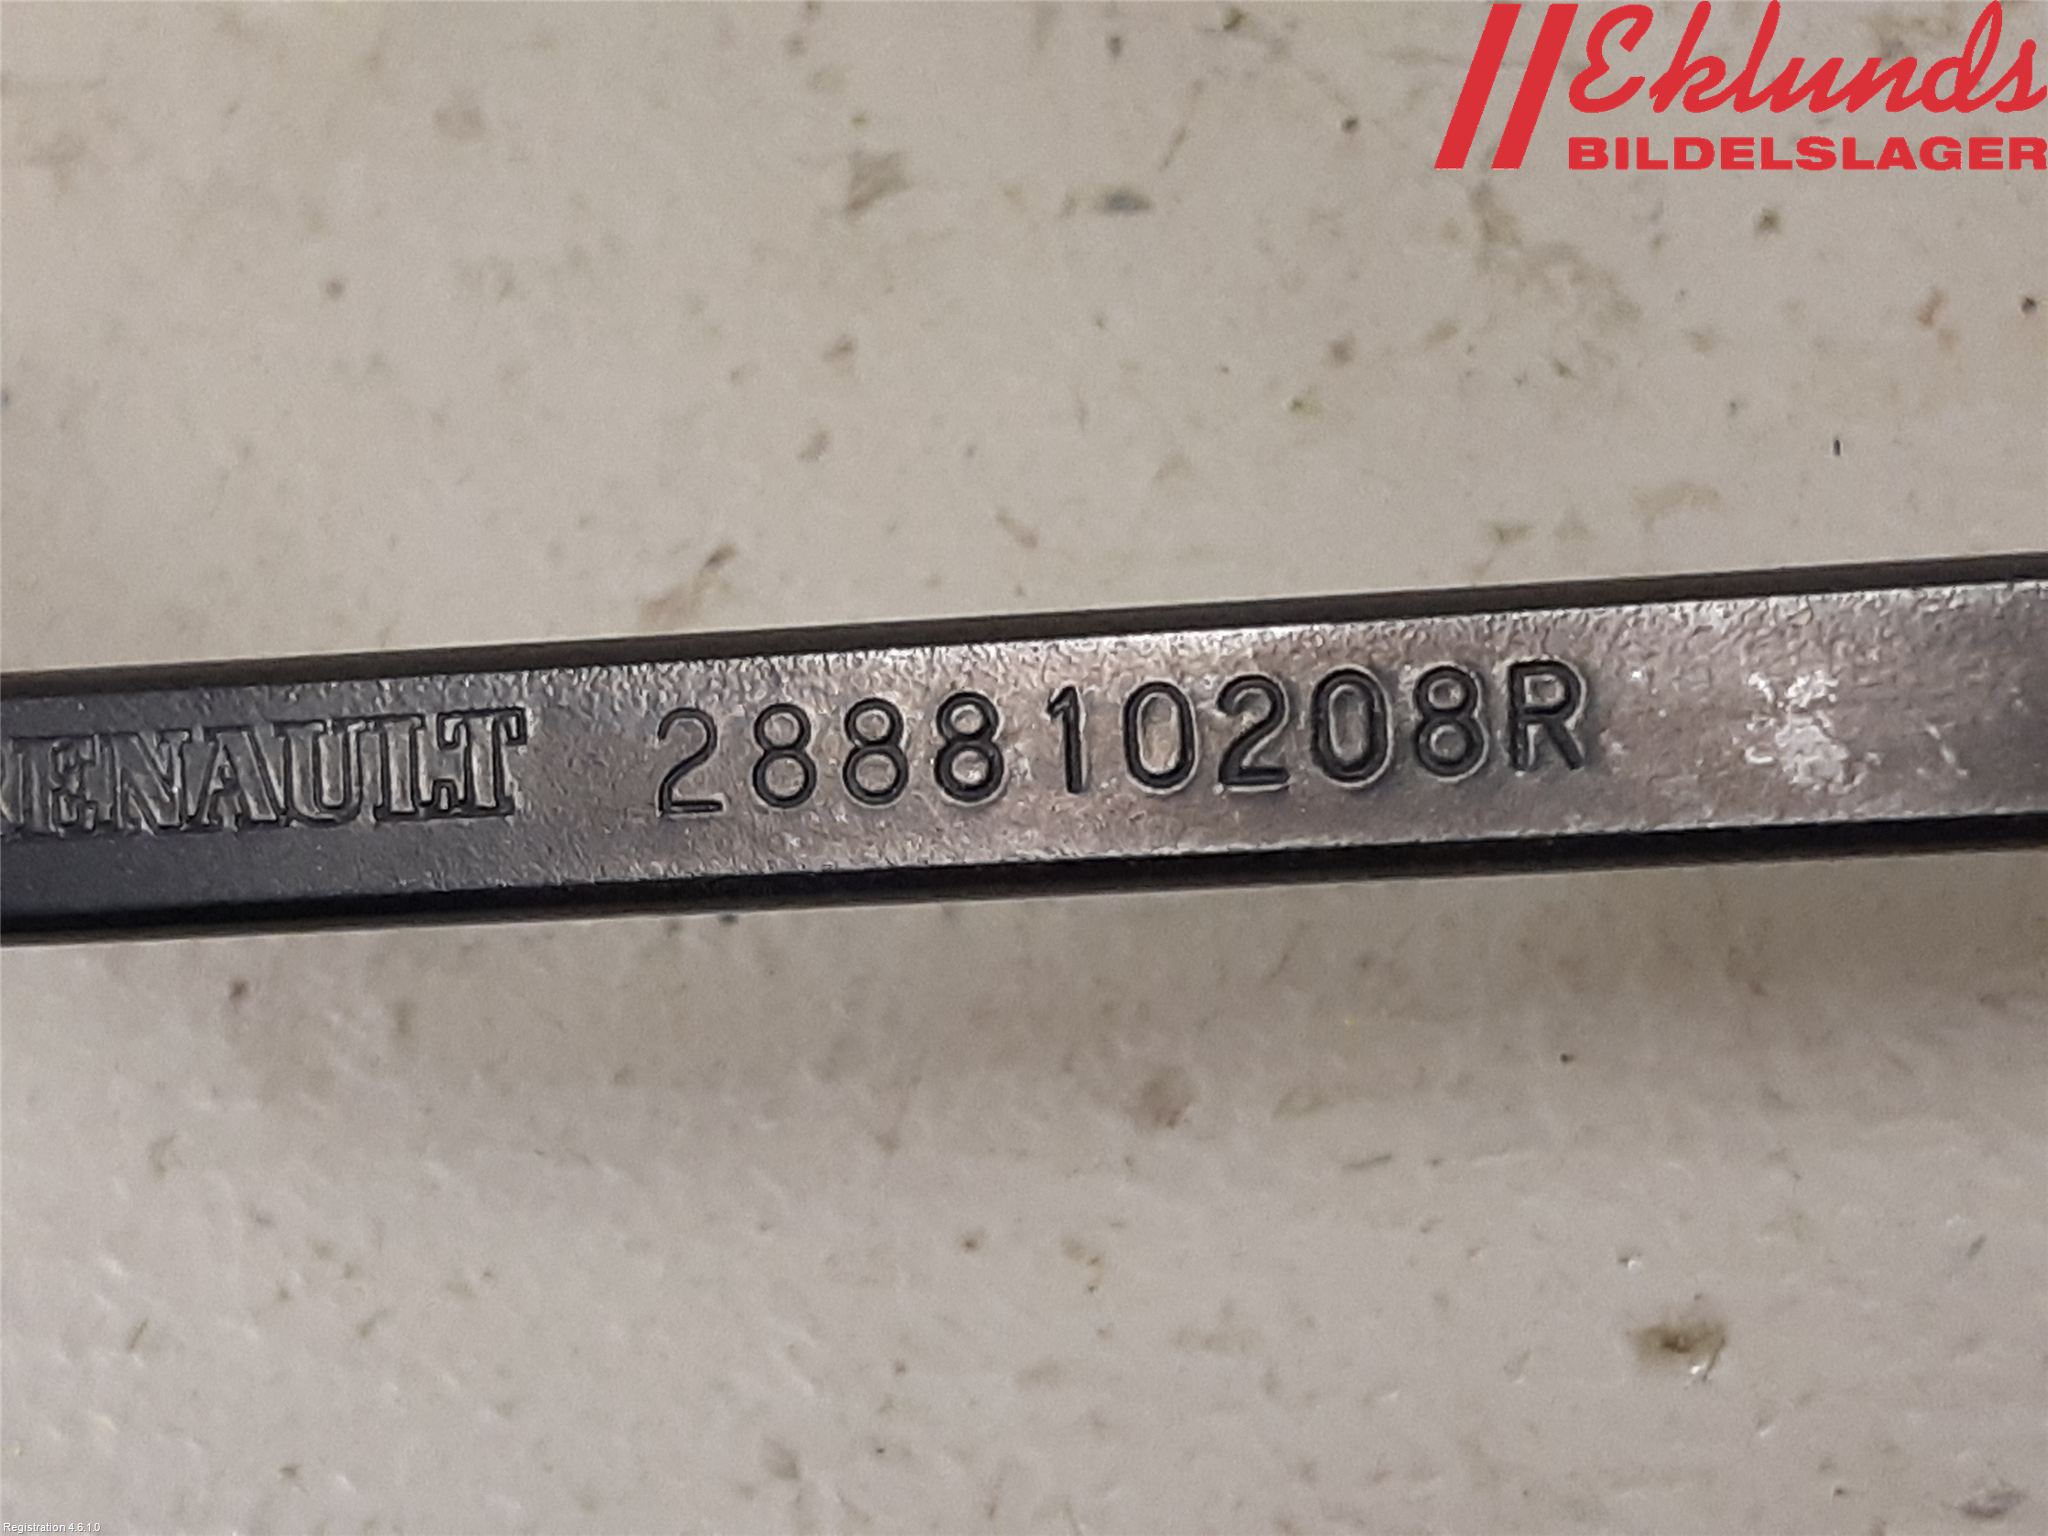 Eklunds
BILDELSLAGER
RENAULT 288810208R
Registration 4.6.1.0